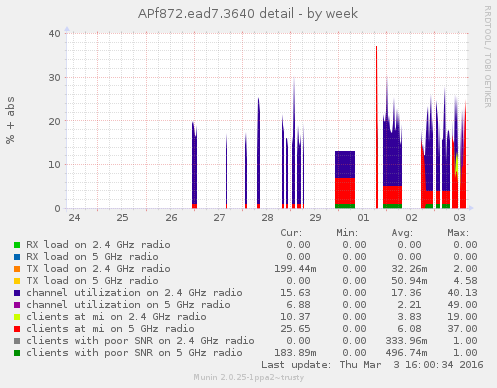 APf872.ead7.3640 detail - by week
RRDTOOL / TOBI OETIKER
% + abs
40
30
20
10
0
24 25 26 27 28 29 01 02 03
Cur: Min: Avg: Max:
RX load on 2.4 GHz radio 0.00 0.00 0.00 0.00
RX load on 5 GHz radio 0.00 0.00 0.00 0.00
TX load on 2.4 GHz radio 199.44m 0.00 32.26m 2.00
TX load on 5 GHz radio 0.00 0.00 50.94m 4.58
channel utilization on 2.4 GHz radio 15.63 0.00 17.36 40.13
channel utilization on 5 GHz radio 6.88 0.00 2.21 49.00
clients at mi on 2.4 GHz radio 10.37 0.00 3.83 19.00
clients at mi on 5 GHz radio 25.65 0.00 6.08 37.00
clients with poor SNR on 2.4 GHz radio 0.00 0.00 333.96m 1.00
clients with poor SNR on 5 GHz radio 183.89m 0.00 496.74m 1.00
Last update: Thu Mar 3 16:00:34 2016
Munin 2.0.25-1ppa2~trusty